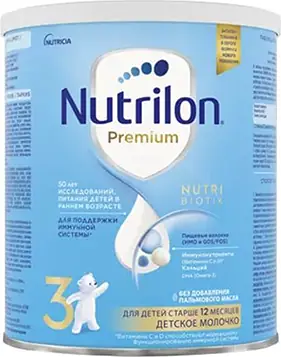 NUTRICIA
Nutrilon
Premium
50 лет
ИССЛЕДОВАНИЙ,
ПИТАНИЯ ДЕТЕЙ В
РАННЕМ ВОЗРАСТЕ
NUTRI
BIOTIK
ДЛЯ ПОДДЕРЖКИ
ИММУННОЙ
СИСТЕМЫ*
Пищевые волокна
(HMO и GOS/FOS)
Иммунонутриенты
Кальций
БЕЗ ДОБАВЛЕНИЯ
ПАЛЬМОВОГО МАСЛА
3
ДЛЯ ДЕТЕЙ СТАРШЕ 12 МЕСЯЦЕВ
ДЕТСКОЕ МОЛОЧКО